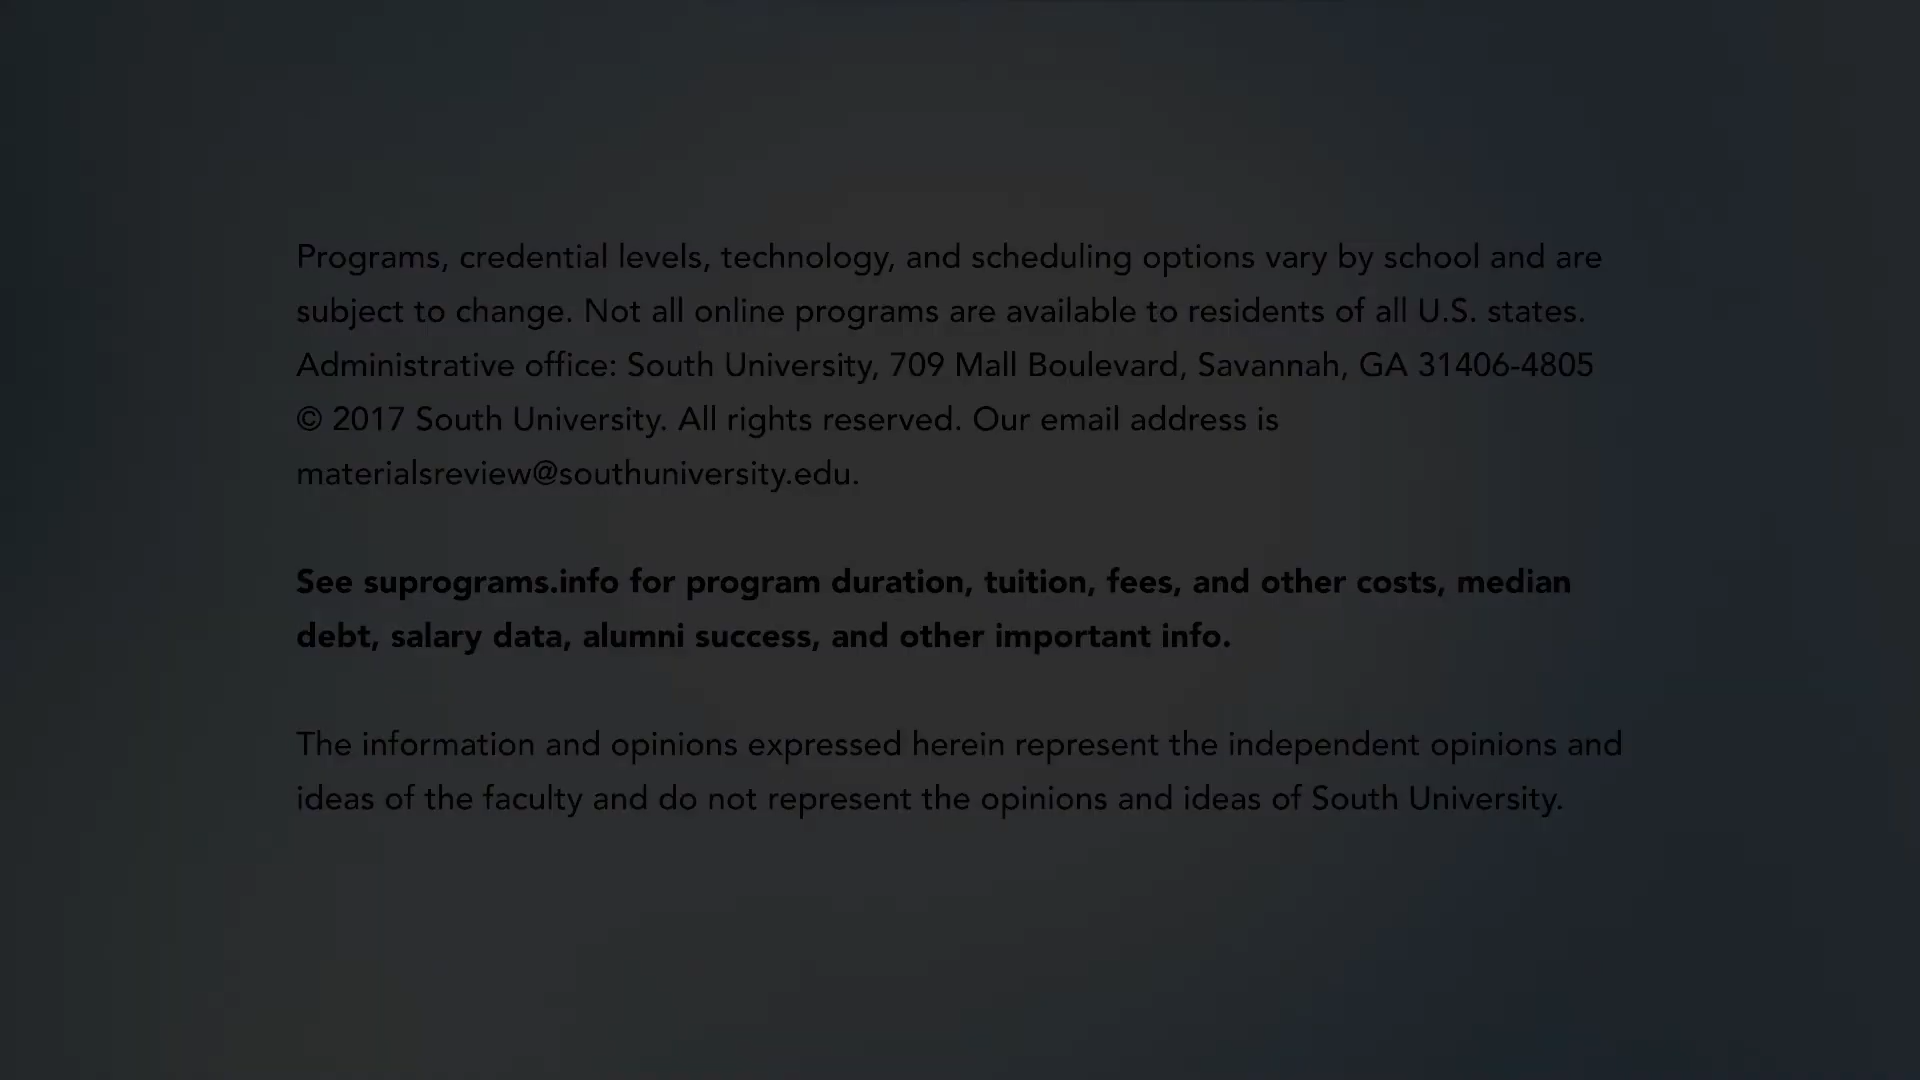 Programs, credential levels, technology, and scheduling options vary by school and are
subject to change. Not all online programs are available to residents of all U.S. states.
Administrative office: South University, 709 Mall Boulevard, Savannah, GA 31406-4805
© 2017 South University. All rights reserved. Our email address is
materialsreview@southuniversity.edu.
See suprograms.info for program duration, tuition, fees, and other costs, median
debt, salary data, alumni success, and other important info.
The information and opinions expressed herein represent the independent opinions and
ideas of the faculty and do not represent the opinions and ideas of South University.